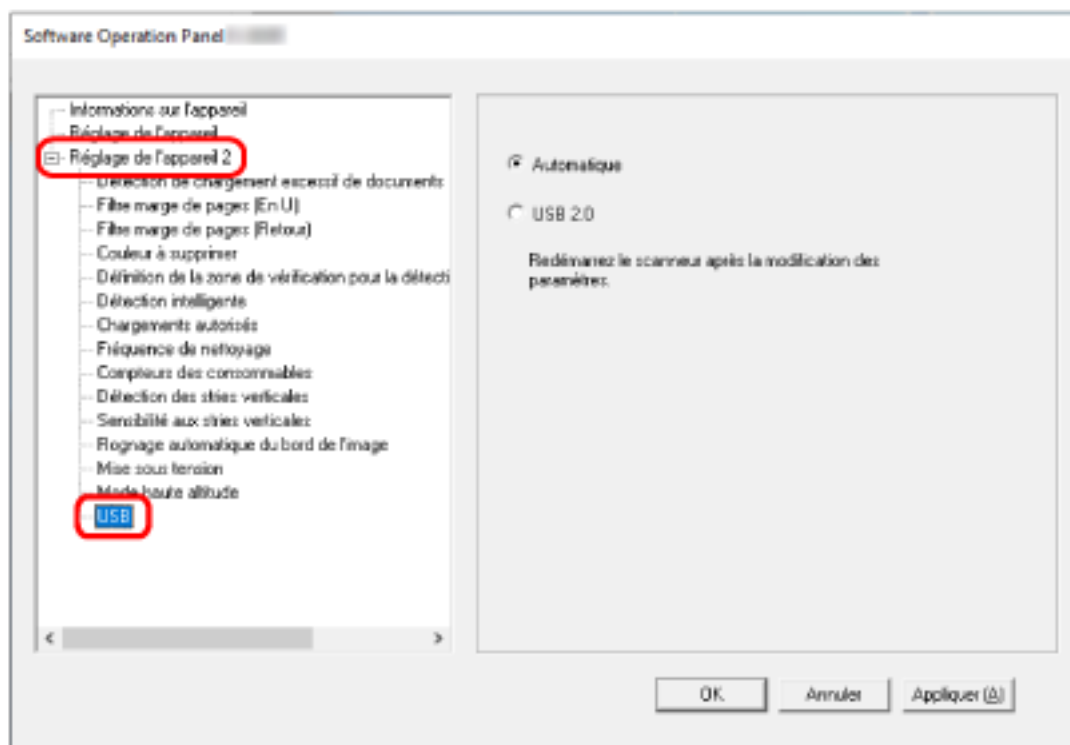 Software Operation Panel
Informations sur l'appareil
Réglage de l'appareil
Réglage de l'appareil 2
Détection de chargement excessif de documents
Filtre marge de pages (En U)
Filtre marge de pages (Retour)
Couleur à supprimer
Définition de la zone de vérification pour la détecti
Détection intelligente
Chargements autorisés
Fréquence de nettoyage
Compteurs des consommables
Détection des stries verticales
Sensibilité aux stries verticales
Rognage automatique du bord de l'image
Mise sous tension
Mode haute altitude
USB
Automatique
USB 2.0
Redémarrez le scanneur après la modification des
paramètres.
OK Annuler Appliquer (A)